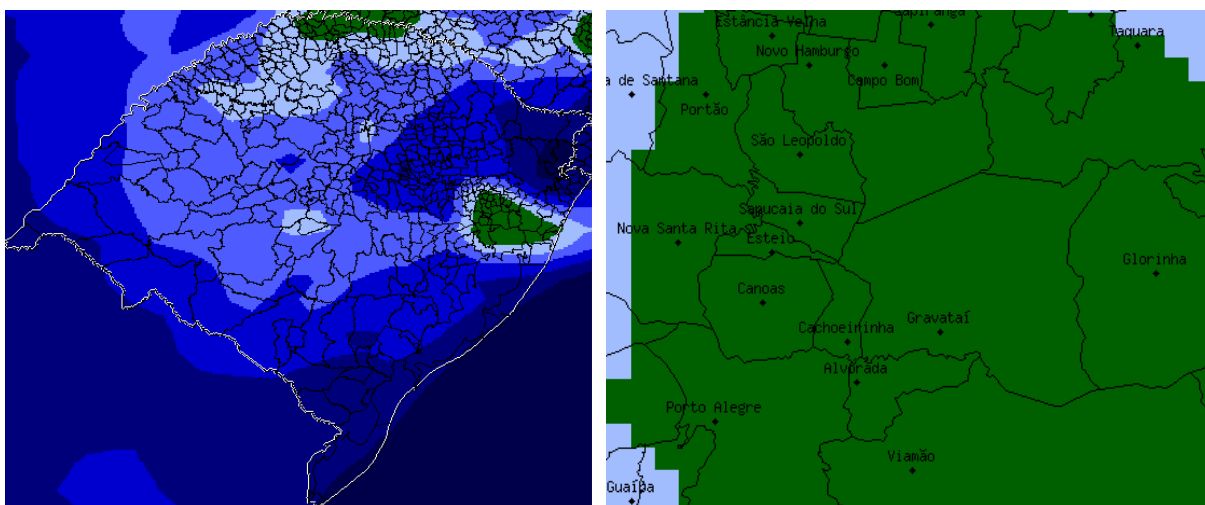 Sapiranga
Estância Velha
Taquara
Novo Hamburgo
a de Santana
Campo Bom
Portão
São Leopoldo
Sapucaia do Sul
Nova Santa Rita
Esteio
Glorinha
Canoas
Gravataí
Cachoeirinha
Alvorada
Porto Alegre
Viamão
Guaíba